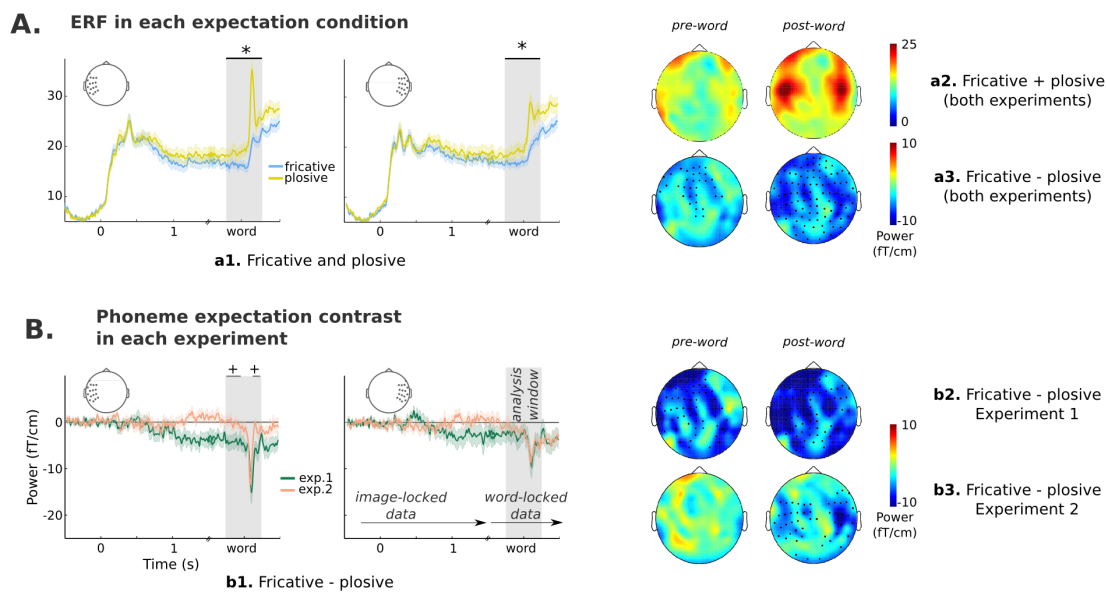 A.
ERF in each expectation condition
*
*
30
20
10
fricative
plosive
0
1
word
0
1
word
a1. Fricative and plosive
pre-word
post-word
25
0
a2. Fricative + plosive
(both experiments)
10
-10
Power
(fT/cm)
a3. Fricative - plosive
(both experiments)
B.
Phoneme expectation contrast
in each experiment
+
+
Power (fT/cm)
0
-10
-20
exp.1
exp.2
0
1
word
Time (s)
analysis
window
image-locked
data
word-locked
data
0
1
word
b1. Fricative - plosive
pre-word
post-word
b2. Fricative - plosive
Experiment 1
10
-10
Power
(fT/cm)
b3. Fricative - plosive
Experiment 2